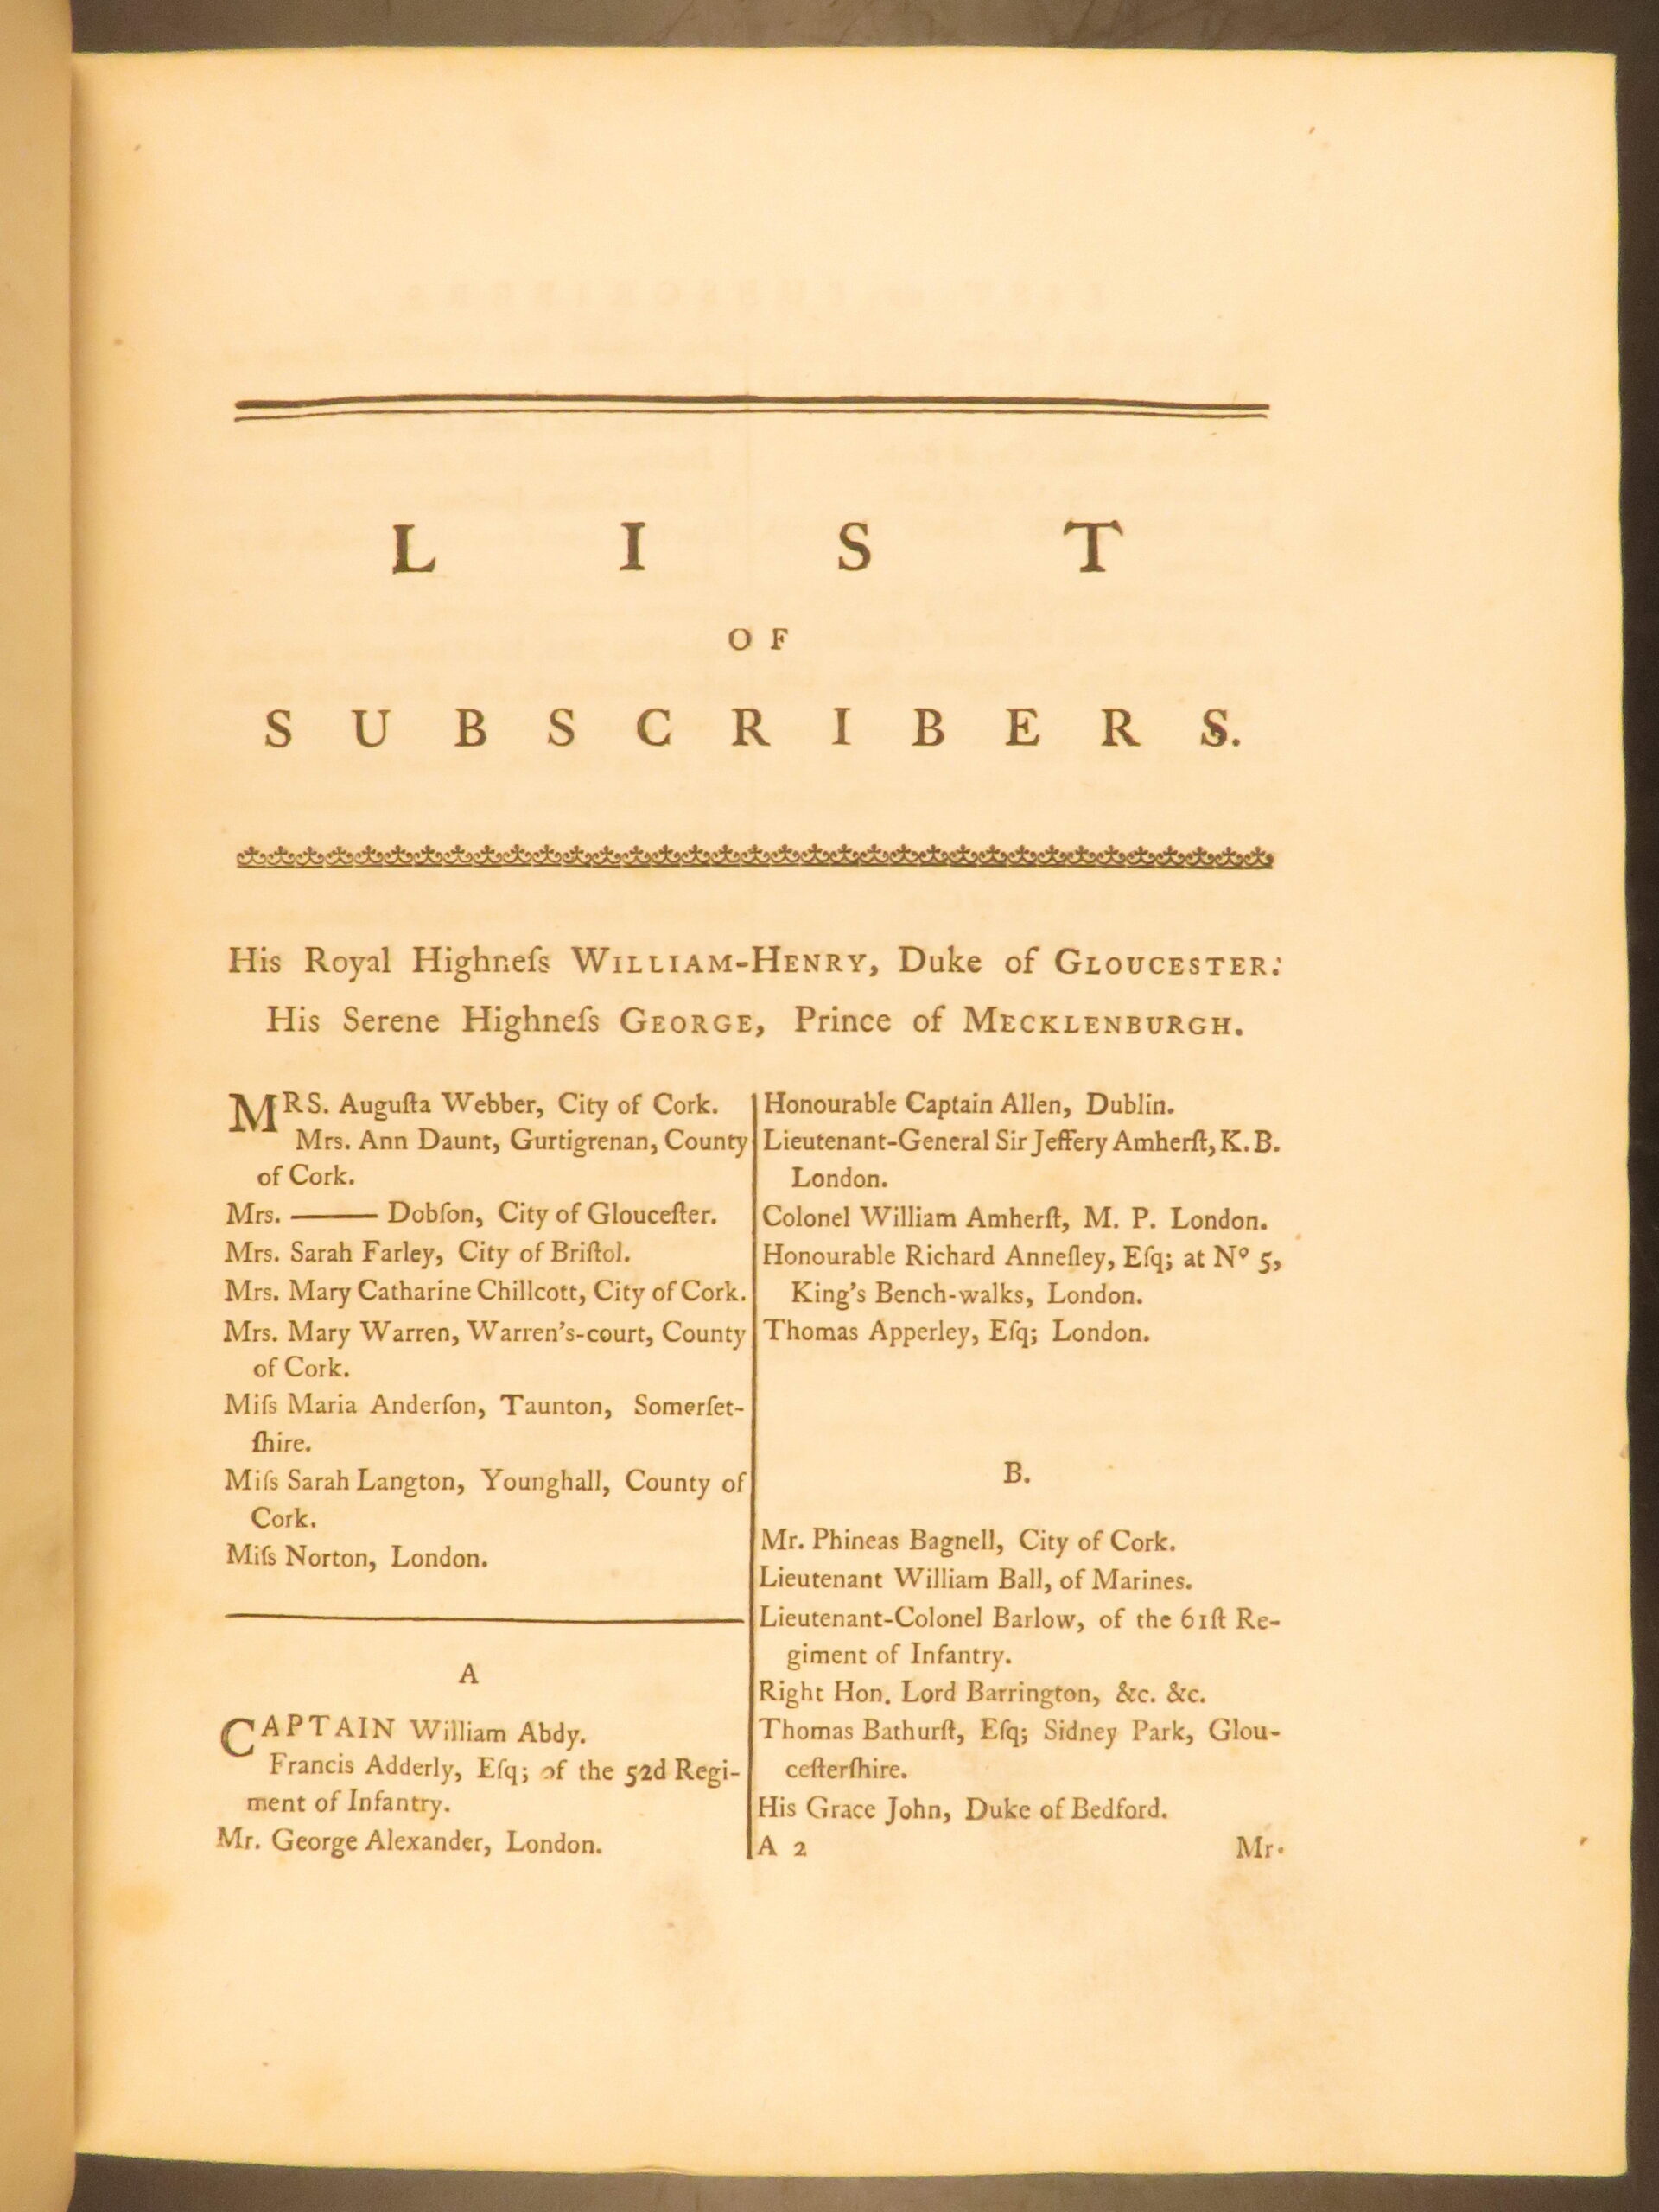 LIST
OF
SUBSCRIBERS.
His Royal Highneſs WILLIAM-HENRY, Duke of GLOUCESTER:
His Serene Highneſs GEORGE, Prince of MECKLENBURGH.
MRS. Auguſta Webber, City of Cork.
Mrs. Ann Daunt, Gurtigrenan, County
of Cork.
Mrs. —— Dobſon, City of Glouceſter.
Mrs. Sarah Farley, City of Briſtol.
Mrs. Mary Catharine Chillcott, City of Cork.
Mrs. Mary Warren, Warren's-court, County
of Cork.
Miſs Maria Anderſon, Taunton, Somerſet-
ſhire.
Miſs Sarah Langton, Younghall, County of
Cork.
Miſs Norton, London.
A
CAPTAIN William Abdy.
Francis Adderly, Eſq; of the 52d Regi-
ment of Infantry.
Mr. George Alexander, London.
Honourable Captain Allen, Dublin.
Lieutenant-General Sir Jeffery Amherſt, K.B.
London.
Colonel William Amherſt, M. P. London.
Honourable Richard Anneſley, Eſq; at Nº 5,
King's Bench-walks, London.
Thomas Apperley, Eſq; London.
B.
Mr. Phineas Bagnell, City of Cork.
Lieutenant William Ball, of Marines.
Lieutenant-Colonel Barlow, of the 61ſt Re-
giment of Infantry.
Right Hon. Lord Barrington, &c. &c.
Thomas Bathurſt, Eſq; Sidney Park, Glou-
ceſterſhire.
His Grace John, Duke of Bedford.
A 2 Mr.